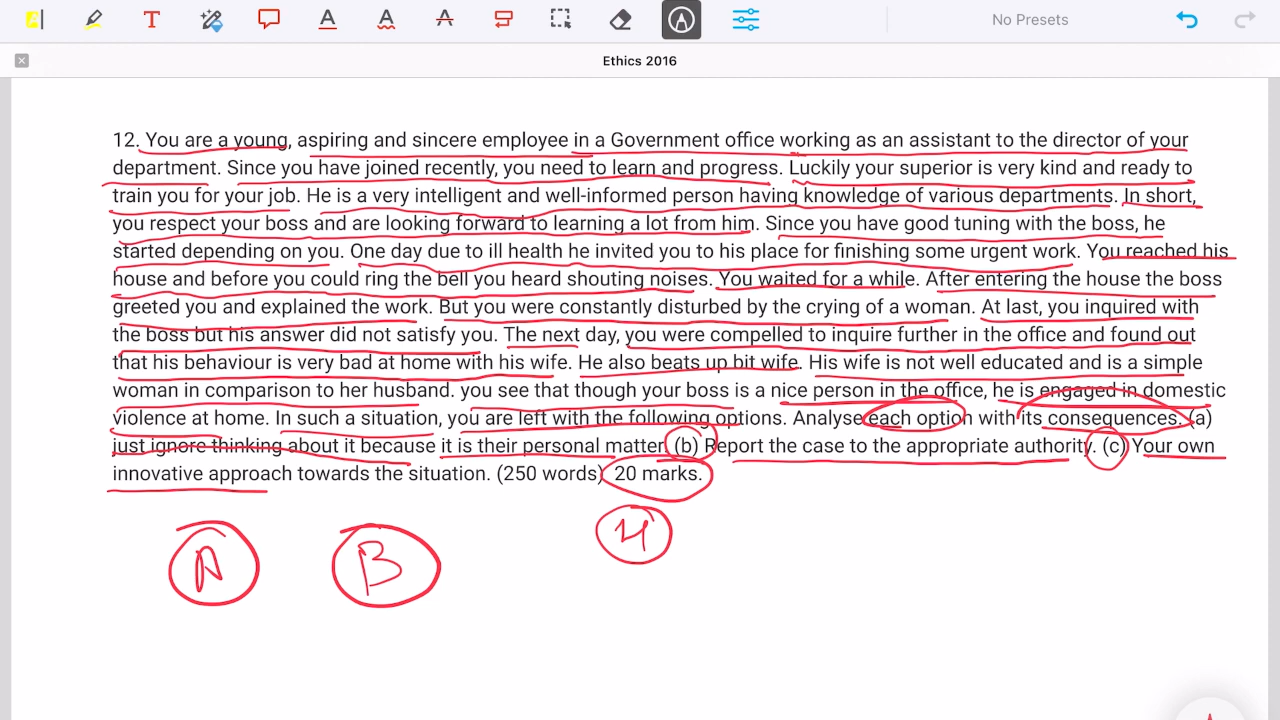 T
A
A
A
A
No Presets
Ethics 2016
12. You are a young, aspiring and sincere employee in a Government office working as an assistant to the director of your
department. Since you have joined recently, you need to learn and progress. Luckily your superior is very kind and ready to
train you for your job. He is a very intelligent and well-informed person having knowledge of various departments. In short,
you respect your boss and are looking forward to learning a lot from him. Since you have good tuning with the boss, he
started depending on you. One day due to ill health he invited you to his place for finishing some urgent work. You reached his
house and before you could ring the bell you heard shouting noises. You waited for a while. After entering the house the boss
greeted you and explained the work. But you were constantly disturbed by the crying of a woman. At last, you inquired with
the boss but his answer did not satisfy you. The next day, you were compelled to inquire further in the office and found out
that his behaviour is very bad at home with his wife. He also beats up bit wife. His wife is not well educated and is a simple
woman in comparison to her husband. you see that though your boss is a nice person in the office, he is engaged in domestic
violence at home. In such a situation, you are left with the following options. Analyse each option with its consequences. (a)
just ignore thinking about it because it is their personal matter (b) Report the case to the appropriate authority. (c) Your own
innovative approach towards the situation. (250 words) 20 marks.
A B